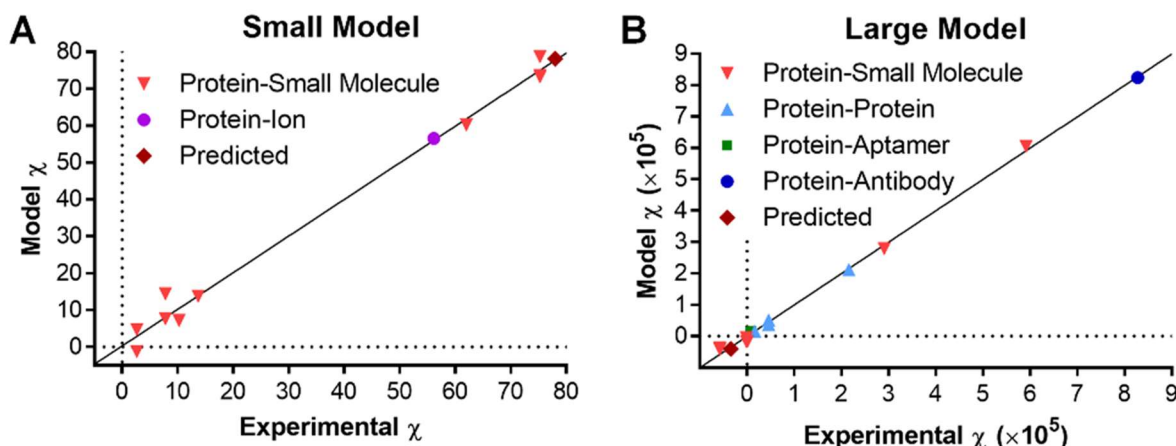 A
Small Model
80
70
60
50
40
30
20
10
0
Model χ
Protein-Small Molecule
Protein-Ion
Predicted
0 10 20 30 40 50 60 70 80
Experimental χ
B
Large Model
9
8
7
6
5
4
3
2
1
0
Model χ (×10⁵)
Protein-Small Molecule
Protein-Protein
Protein-Aptamer
Protein-Antibody
Predicted
0 1 2 3 4 5 6 7 8 9
Experimental χ (×10⁵)